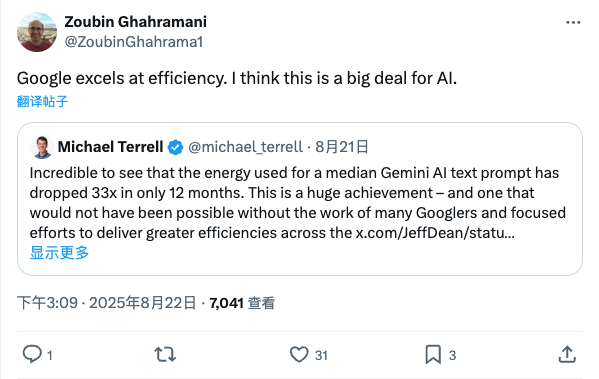 Zoubin Ghahramani
@ZoubinGhahrama1
Google excels at efficiency. I think this is a big deal for AI.
翻译帖子
Michael Terrell @michael_terrell · 8月21日
Incredible to see that the energy used for a median Gemini AI text prompt has
dropped 33x in only 12 months. This is a huge achievement – and one that
would not have been possible without the work of many Googlers and focused
efforts to deliver greater efficiencies across the x.com/JeffDean/statu...
显示更多
下午3:09 · 2025年8月22日 · 7,041 查看
1 31 3